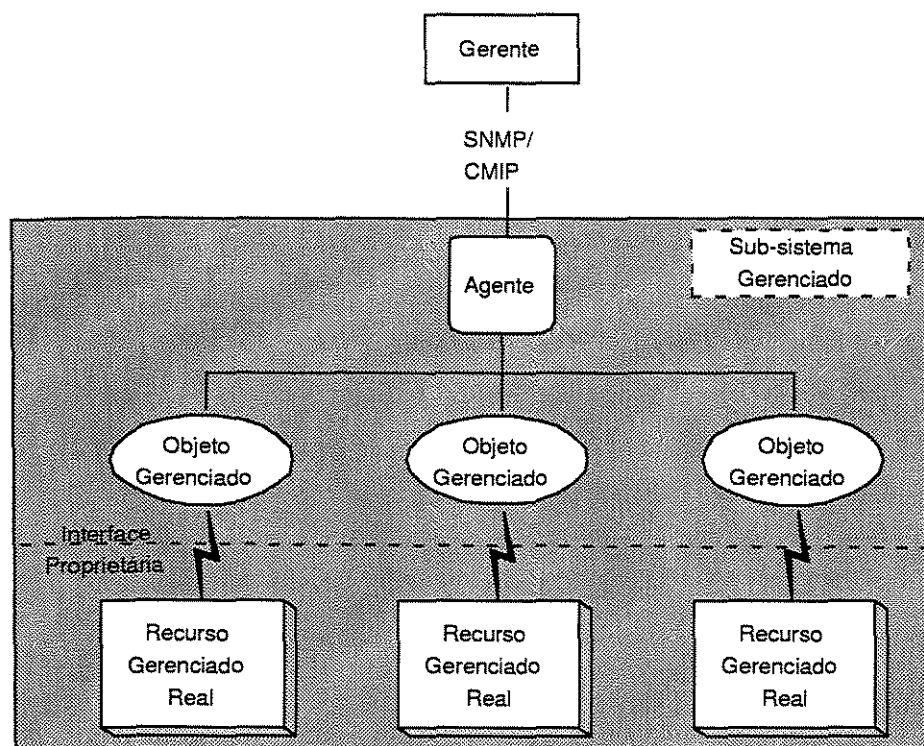 Gerente
SNMP/
CMIP
Sub-sistema
Gerenciado
Agente
Objeto
Gerenciado
Objeto
Gerenciado
Objeto
Gerenciado
Interface
Proprietária
Recurso
Gerenciado
Real
Recurso
Gerenciado
Real
Recurso
Gerenciado
Real